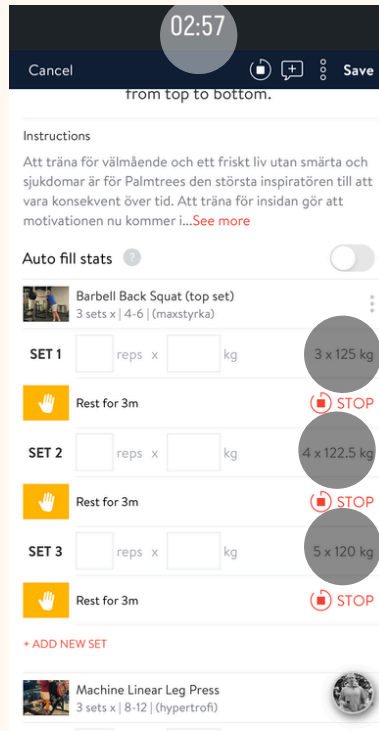 02:57
Cancel
Save
from top to bottom.
Instructions
Att träna för välmående och ett friskt liv utan smärta och
sjukdomar är för Palmtrees den största inspiratören till att
vara konsekvent över tid. Att träna för insidan gör att
motivationen nu kommer i...See more
Auto fill stats ?
Barbell Back Squat (top set)
3 sets x | 4-6 | (maxstyrka)
SET 1 reps x kg 3 x 125 kg
Rest for 3m STOP
SET 2 reps x kg 4 x 122.5 kg
Rest for 3m STOP
SET 3 reps x kg 5 x 120 kg
Rest for 3m STOP
+ ADD NEW SET
Machine Linear Leg Press
3 sets x | 8-12 | (hypertrofi)